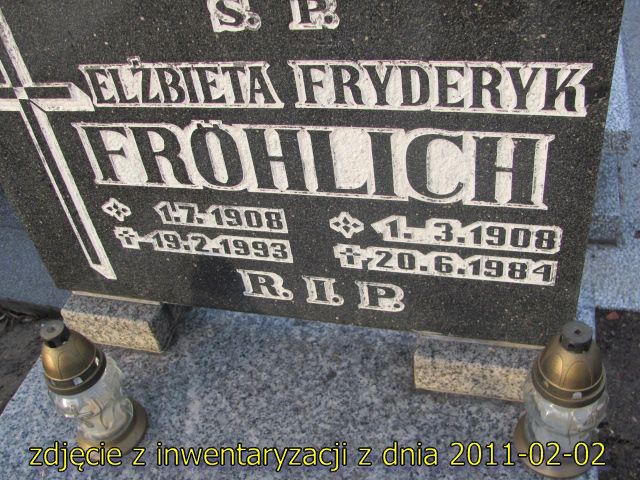 S. P.
ELŻBIETA FRYDERYK
FRÖHLICH
1.7.1908 1. 3.1908
19.2.1993 20.6.1984
R. I. P.
zdjęcie z inwentaryzacji z dnia 2011-02-02